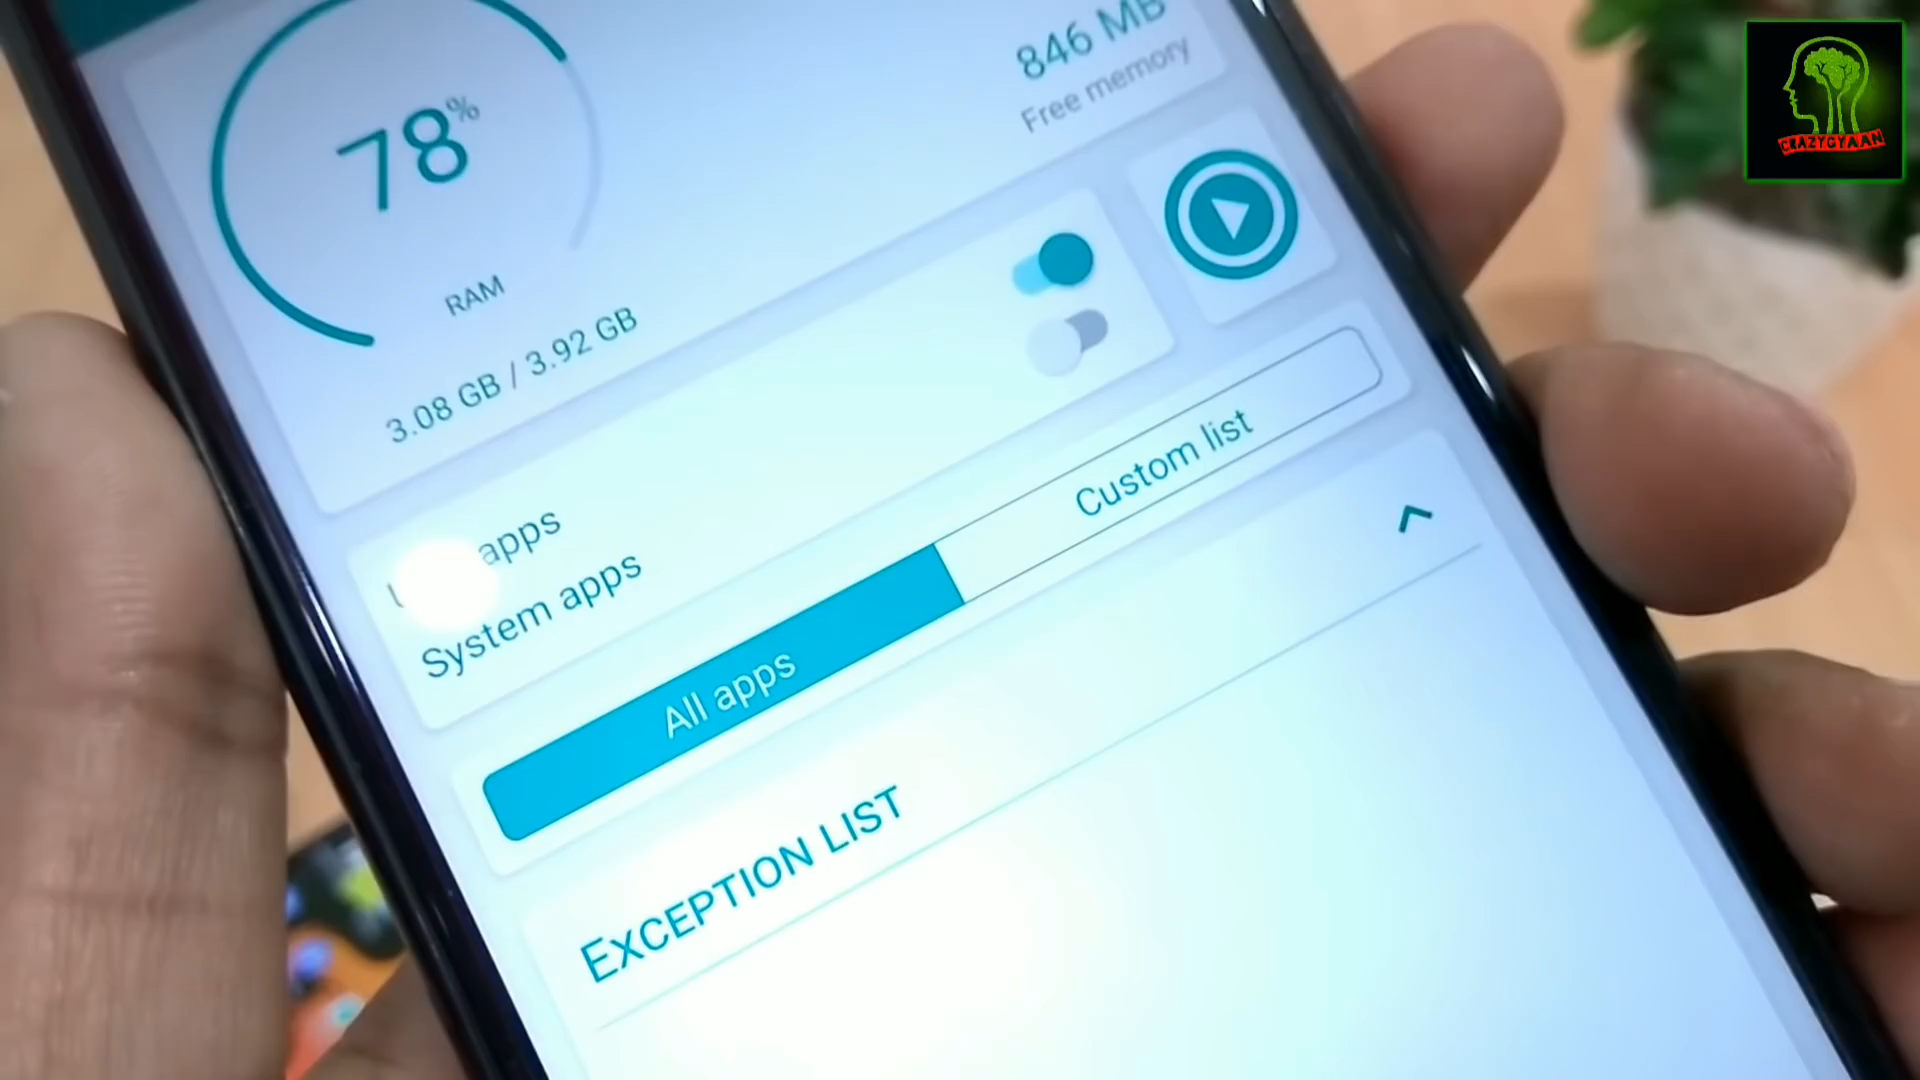 78%
RAM
3.08 GB / 3.92 GB
846 MB
Free memory
apps
System apps
All apps
Custom list
EXCEPTION LIST
CRAZYGYAAN